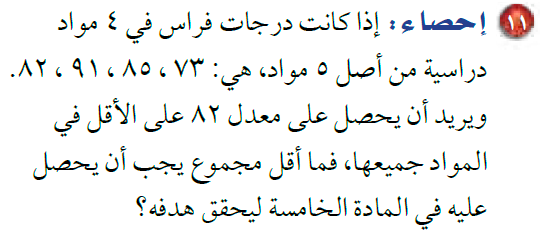 ١١ إحصاء: إذا كانت درجات فراس في ٤ مواد
دراسية من أصل ٥ مواد، هي: ٧٣ ، ٨٥ ، ٩١ ، ٨٢.
ويريد أن يحصل على معدل ٨٢ على الأقل في
المواد جميعها، فما أقل مجموع يجب أن يحصل
عليه في المادة الخامسة ليحقق هدفه؟